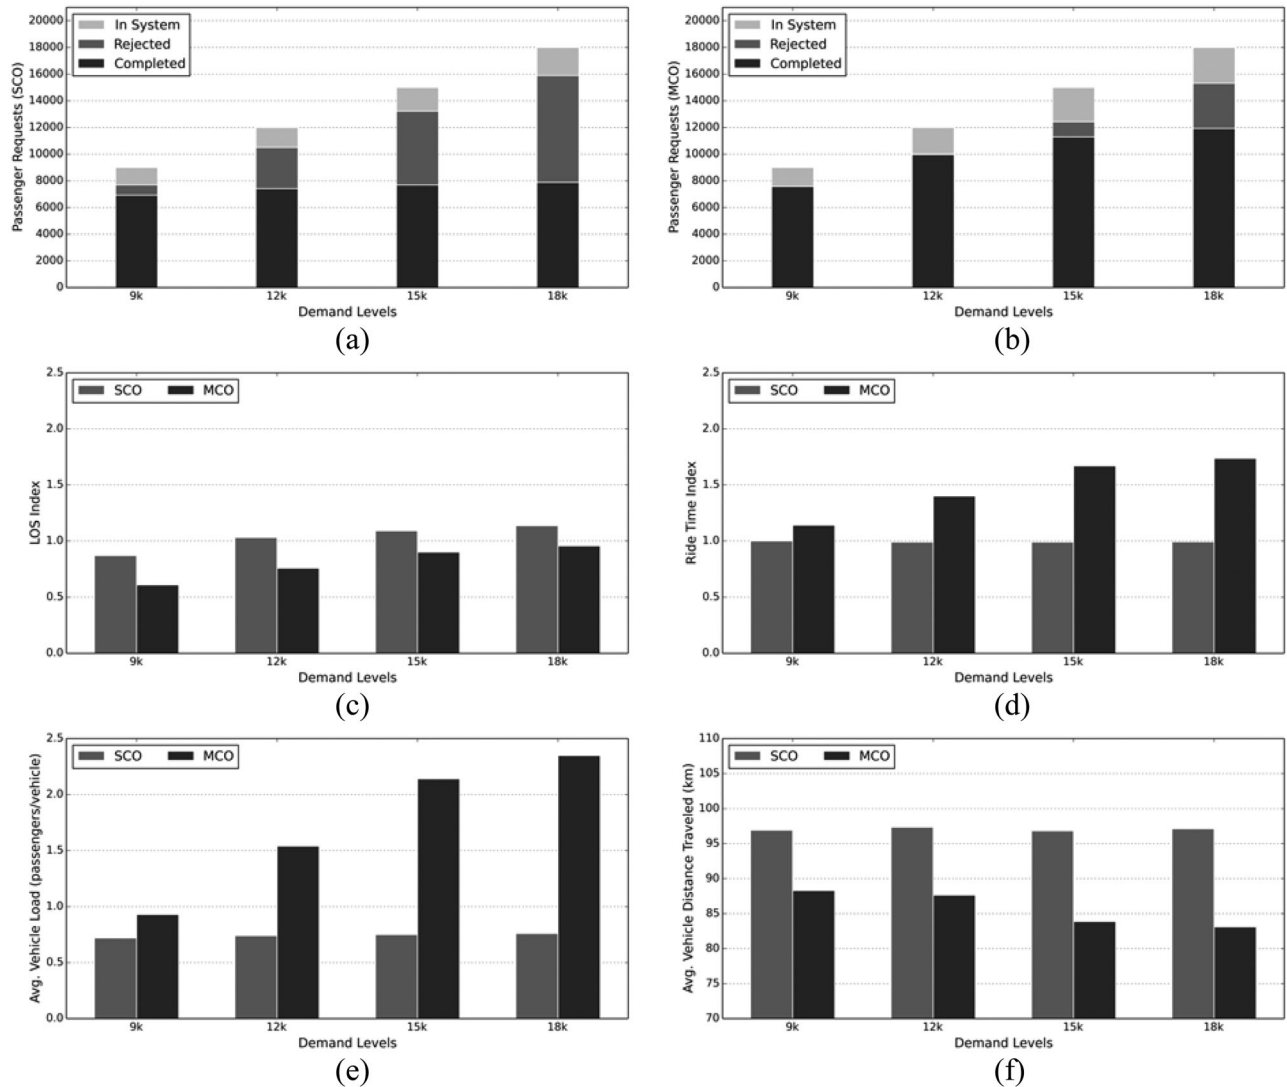 20000
18000
16000
14000
12000
10000
8000
6000
4000
2000
0
Passenger Requests (SCO)
In System
Rejected
Completed
9k 12k 15k 18k
Demand Levels
(a)
20000
18000
16000
14000
12000
10000
8000
6000
4000
2000
0
Passenger Requests (MCO)
In System
Rejected
Completed
9k 12k 15k 18k
Demand Levels
(b)
2.5
2.0
1.5
1.0
0.5
0.0
LOS Index
SCO MCO
9k 12k 15k 18k
Demand Levels
(c)
2.5
2.0
1.5
1.0
0.5
0.0
Ride Time Index
SCO MCO
9k 12k 15k 18k
Demand Levels
(d)
2.5
2.0
1.5
1.0
0.5
0.0
Avg. Vehicle Load (passengers/vehicle)
SCO MCO
9k 12k 15k 18k
Demand Levels
(e)
110
105
100
95
90
85
80
75
70
Avg. Vehicle Distance Traveled (km)
SCO MCO
9k 12k 15k 18k
Demand Levels
(f)